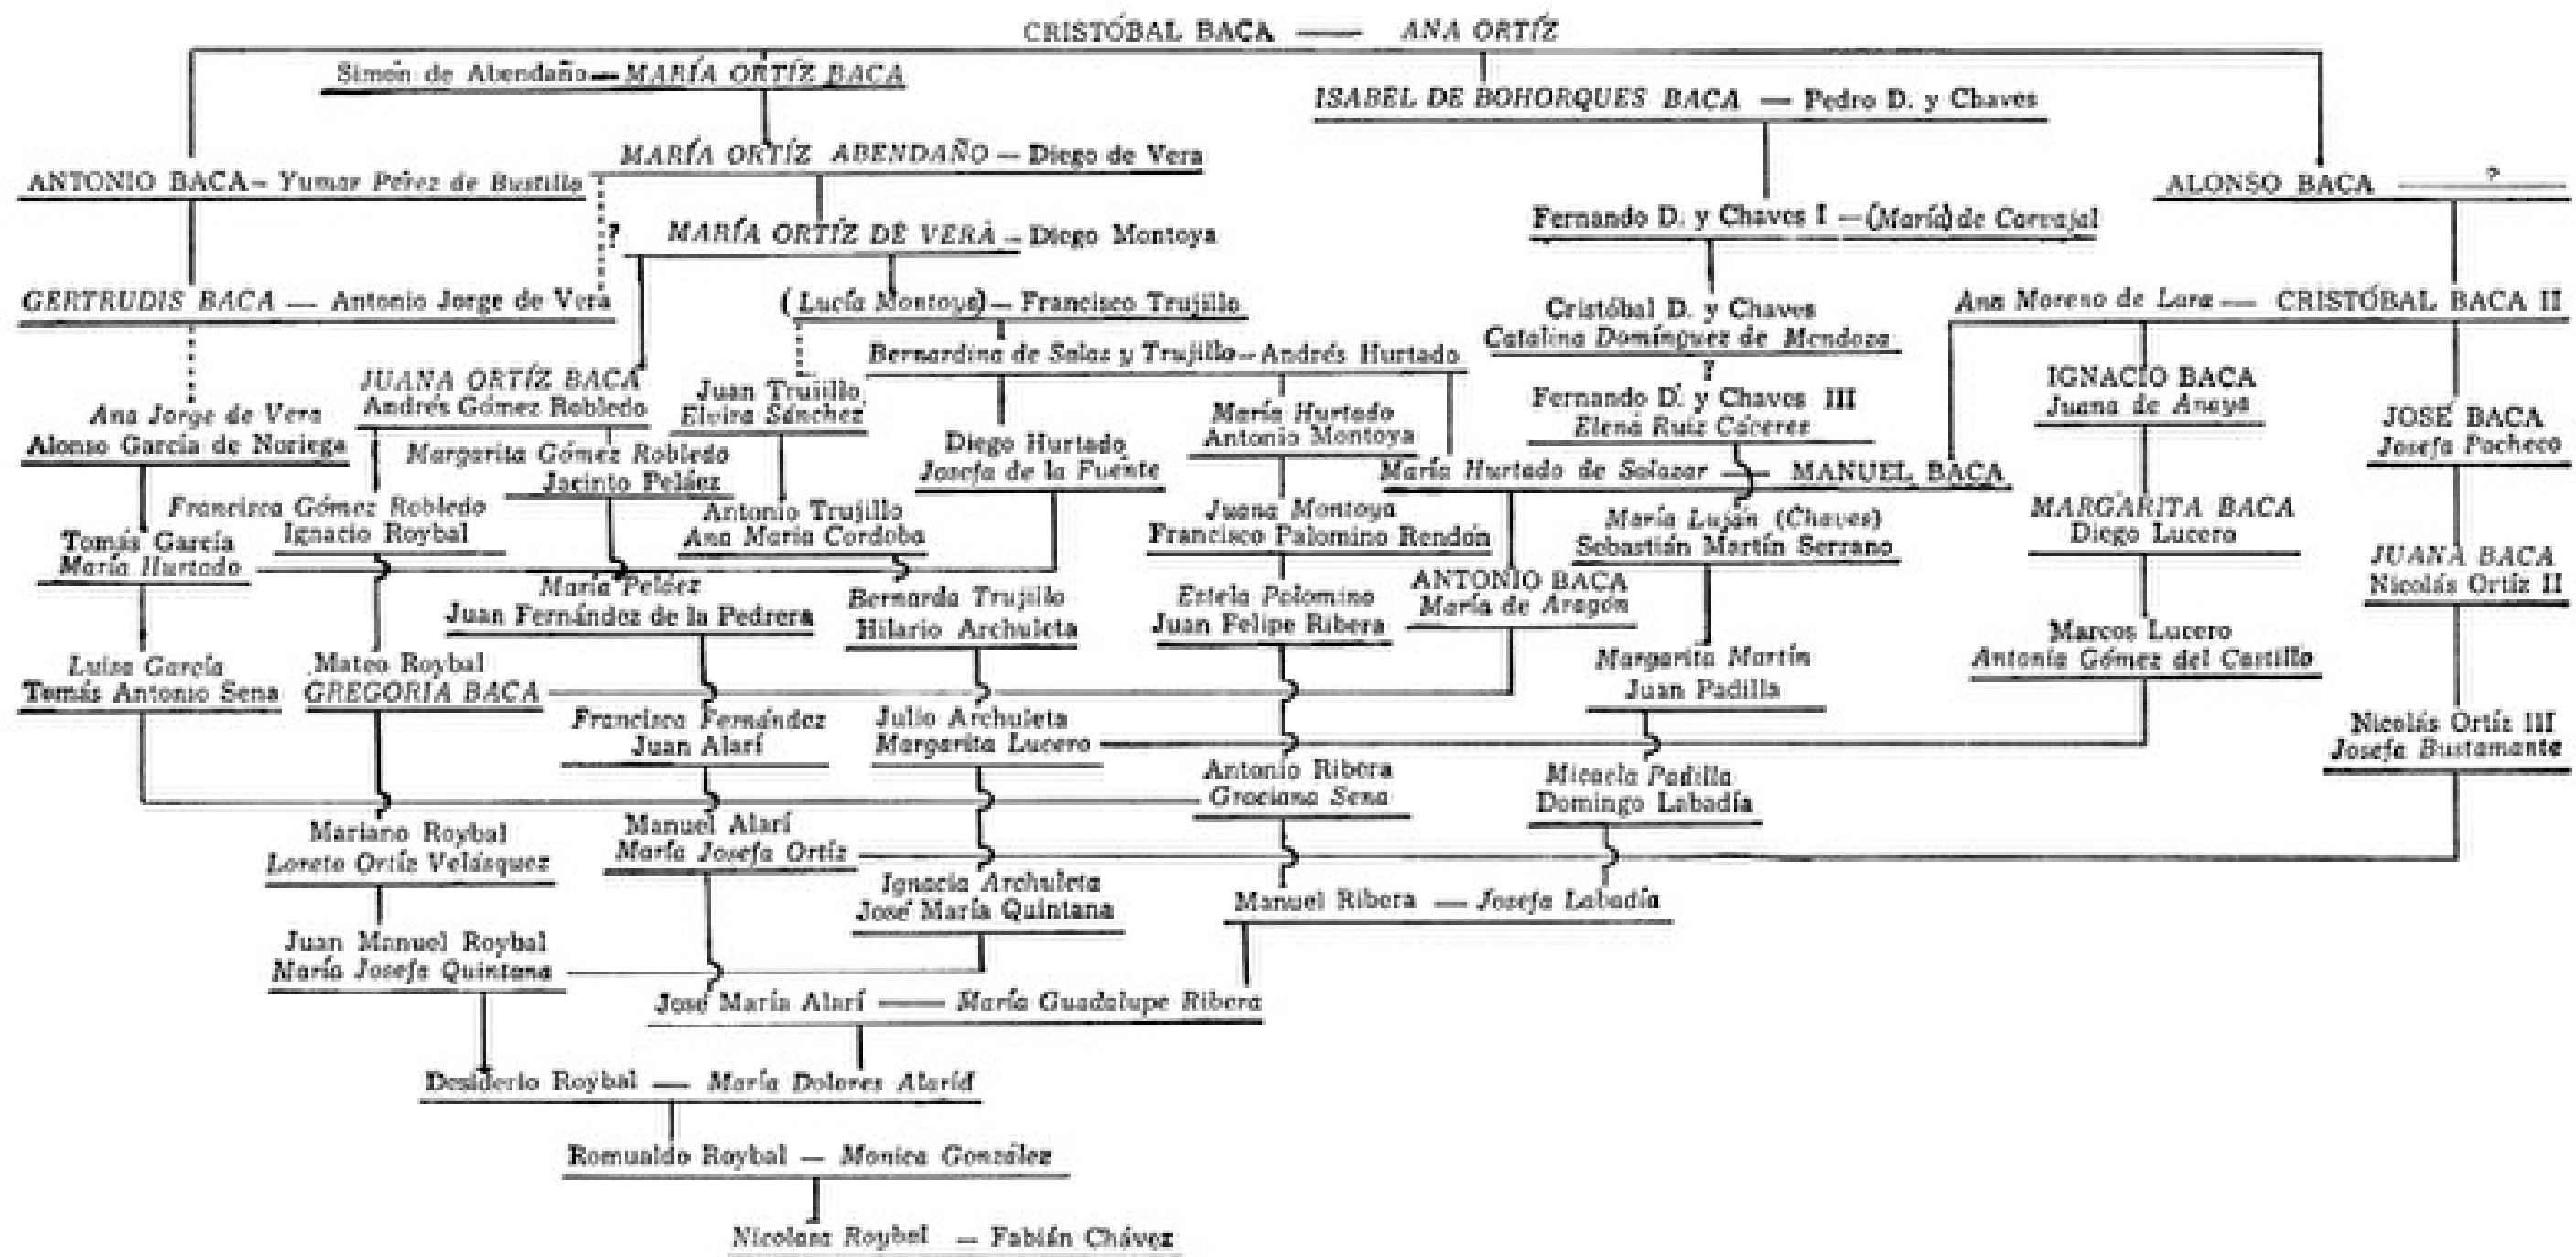 CRISTÓBAL BACA — ANA ORTÍZ
Simón de Abendaño — MARÍA ORTÍZ BACA
ISABEL DE BOHORQUES BACA — Pedro D. y Chaves
MARÍA ORTÍZ ABENDAÑO — Diego de Vera
ANTONIO BACA — Yumar Pérez de Bustillo
ALONSO BACA — ?
Fernando D. y Chaves I — (María) de Carvajal
? MARÍA ORTÍZ DE VERA — Diego Montoya
GERTRUDIS BACA — Antonio Jorge de Vera
(Lucía Montoya) — Francisco Trujillo
Cristóbal D. y Chaves
Catalina Domínguez de Mendoza
Ana Moreno de Lara — CRISTÓBAL BACA II
Bernardina de Salas y Trujillo — Andrés Hurtado
?
JUANA ORTÍZ BACA
Andrés Gómez Robledo
Juan Trujillo
Elvira Sánchez
IGNACIO BACA
Juana de Anaya
Ana Jorge de Vera
Alonso García de Noriega
María Hurtado
Antonio Montoya
Fernando D. y Chaves III
Elena Ruiz Cáceres
JOSÉ BACA
Josefa Pacheco
Margarita Gómez Robledo
Jacinto Peláez
Diego Hurtado
Josefa de la Fuente
María Hurtado de Salazar — MANUEL BACA
Francisca Gómez Robledo
Ignacio Roybal
Antonio Trujillo
Ana María Cordoba
Juana Montoya
Francisco Palomino Rendón
María Luján (Chaves)
Sebastián Martín Serrano
MARGARITA BACA
Diego Lucero
Tomás García
María Hurtado
JUANA BACA
Nicolás Ortíz II
María Peláez
Juan Fernández de la Pedrera
Bernarda Trujillo
Hilario Archuleta
Estela Palomino
Juan Felipe Ribera
ANTONIO BACA
María de Aragón
Marcos Lucero
Antonía Gómez del Castillo
Luisa García
Tomás Antonio Sena
Mateo Roybal
GREGORIA BACA
Margarita Martín
Juan Padilla
Francisca Fernández
Juan Alarí
Julio Archuleta
Margarita Lucero
Nicolás Ortíz III
Josefa Bustamante
Antonio Ribera
Graciana Sena
Micaela Padilla
Domingo Labadía
Mariano Roybal
Loreto Ortíz Velásquez
Manuel Alarí
María Josefa Ortíz
Ignacia Archuleta
José María Quintana
Manuel Ribera — Josefa Labadía
Juan Manuel Roybal
María Josefa Quintana
José María Alarí — María Guadalupe Ribera
Desiderio Roybal — María Dolores Alaríd
Romualdo Roybal — Monica González
Nicolasa Roybal — Fabián Chávez